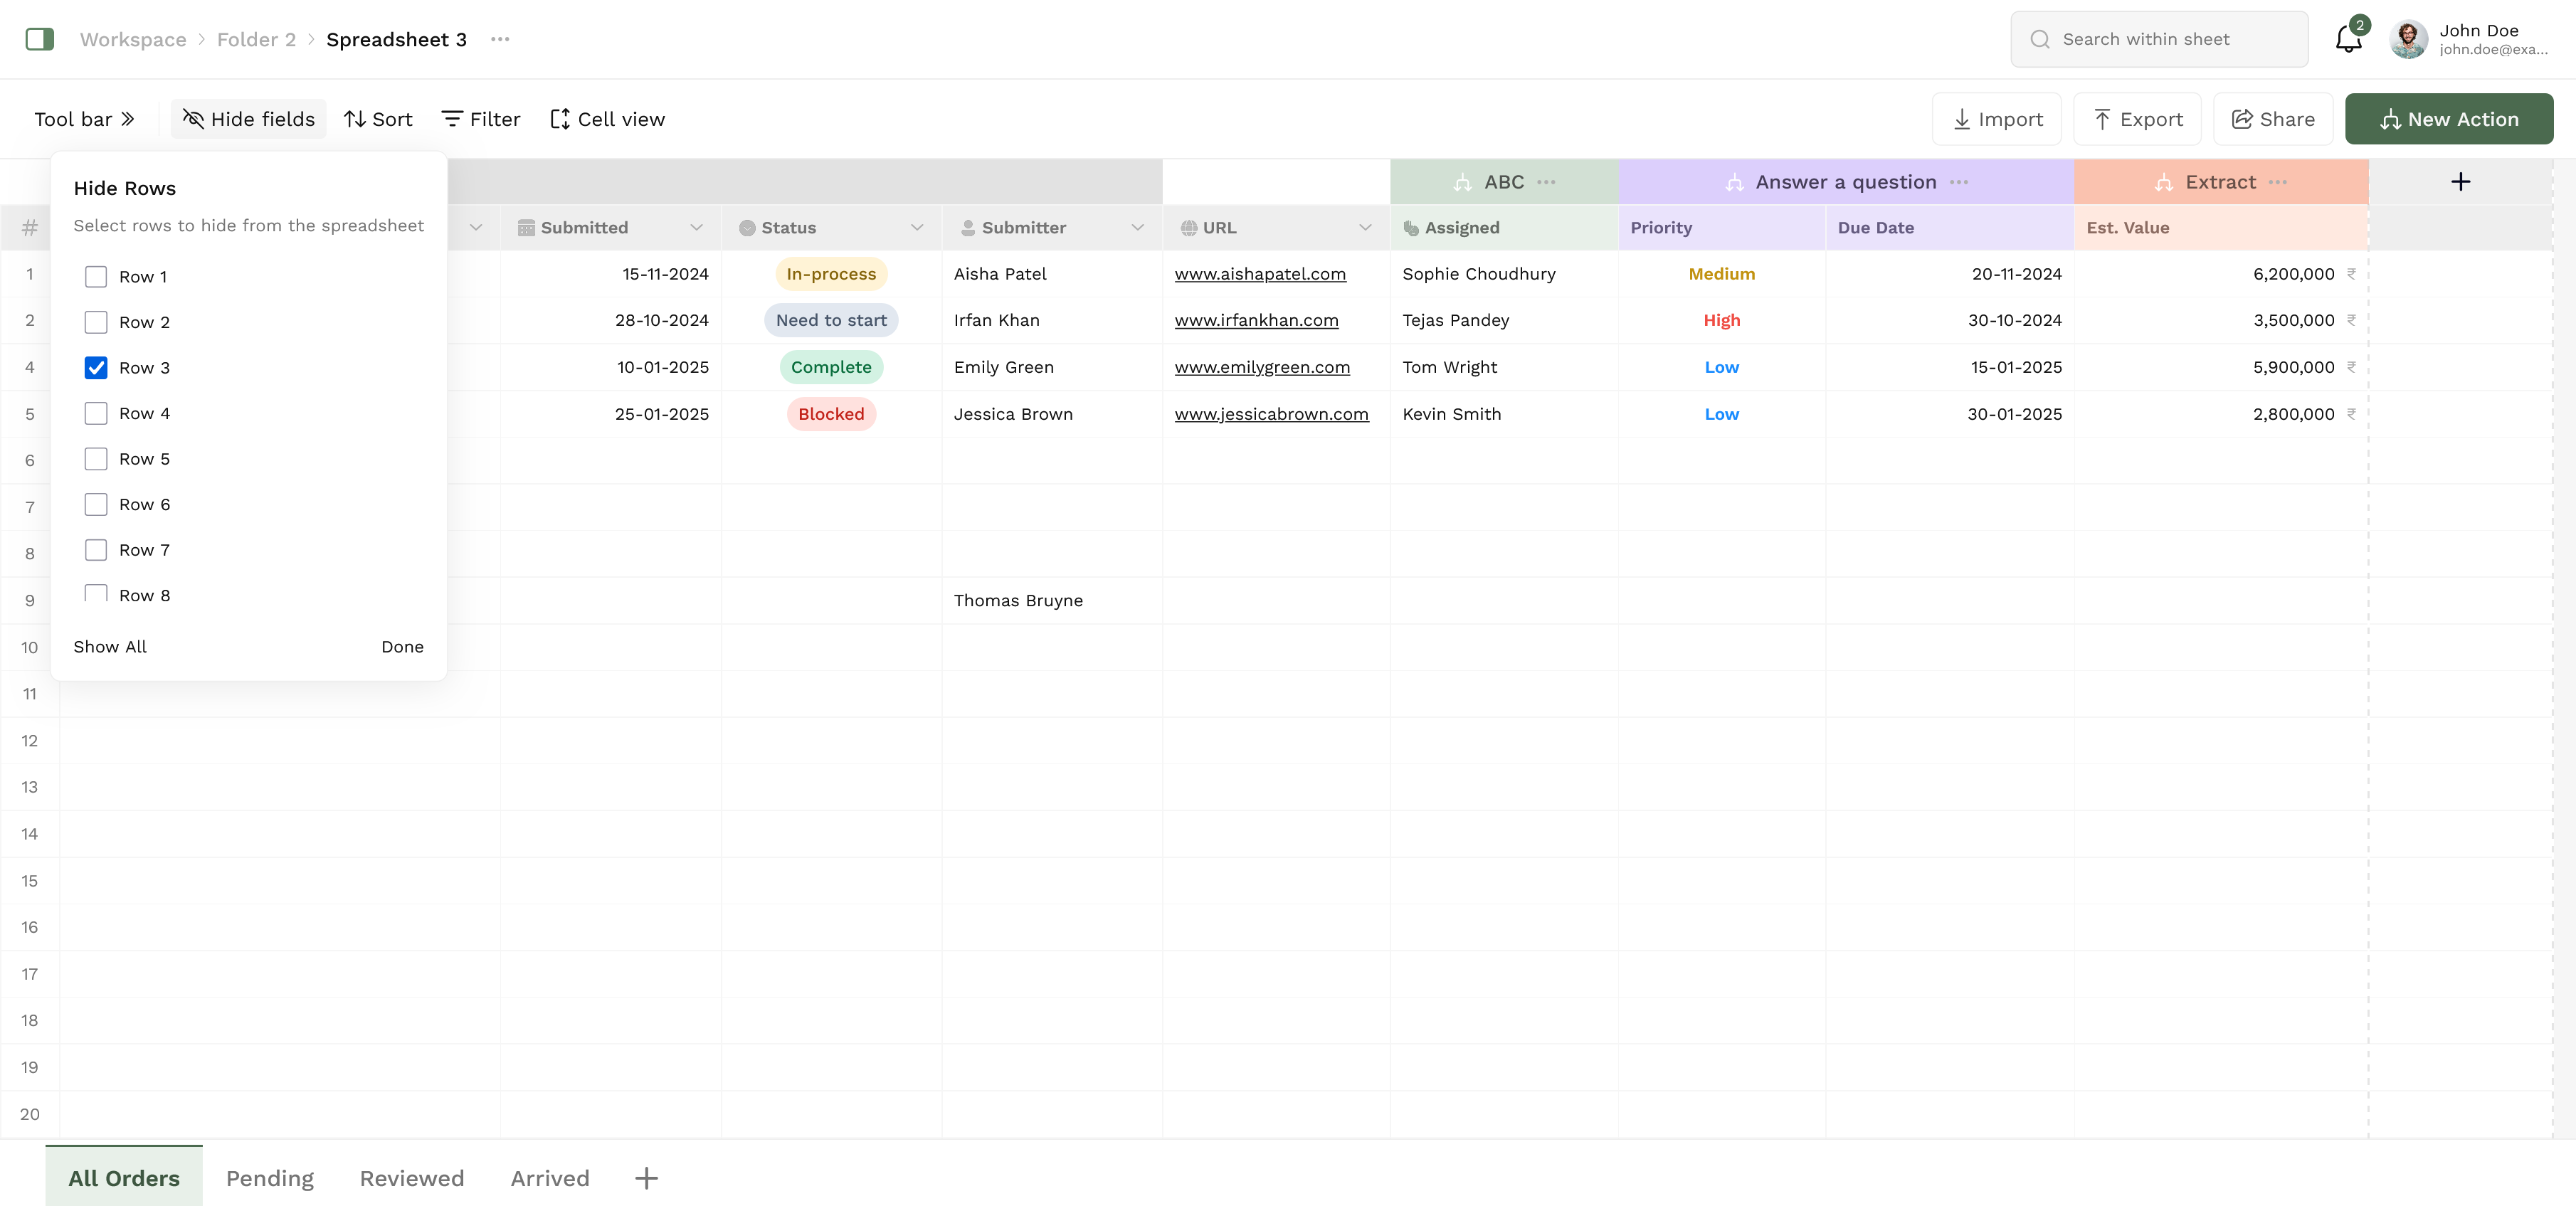 Workspace > Folder 2 > Spreadsheet 3 ...
Search within sheet
2
John Doe
john.doe@exa...
Tool bar
Hide fields
Sort
Filter
Cell view
Import
Export
Share
New Action
Hide Rows
Select rows to hide from the spreadsheet
Row 1
Row 2
Row 3
Row 4
Row 5
Row 6
Row 7
Row 8
Show All
Done
ABC ...
Answer a question ...
Extract ...
+
# Submitted Status Submitter URL Assigned Priority Due Date Est. Value
1 15-11-2024 In-process Aisha Patel www.aishapatel.com Sophie Choudhury Medium 20-11-2024 6,200,000 ₹
2 28-10-2024 Need to start Irfan Khan www.irfankhan.com Tejas Pandey High 30-10-2024 3,500,000 ₹
4 10-01-2025 Complete Emily Green www.emilygreen.com Tom Wright Low 15-01-2025 5,900,000 ₹
5 25-01-2025 Blocked Jessica Brown www.jessicabrown.com Kevin Smith Low 30-01-2025 2,800,000 ₹
6
7
8
9 Thomas Bruyne
10
11
12
13
14
15
16
17
18
19
20
All Orders
Pending
Reviewed
Arrived
+